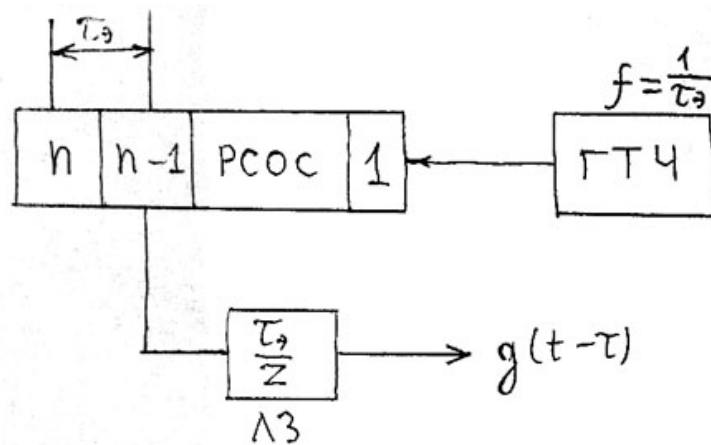 τэ
f = 1/τэ
n n-1 РСОС 1 ГТЧ
τэ/2 g(t-τ)
ЛЗ